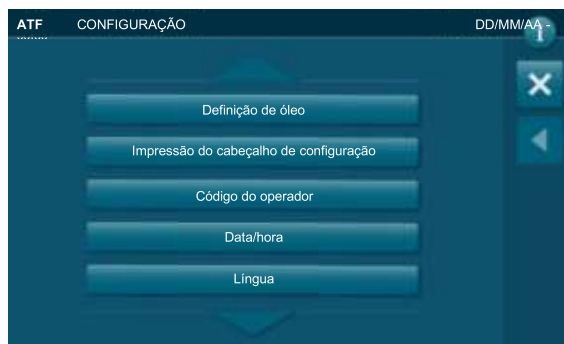 ATF CONFIGURAÇÃO DD/MM/AA -
Definição de óleo
Impressão do cabeçalho de configuração
Código do operador
Data/hora
Língua